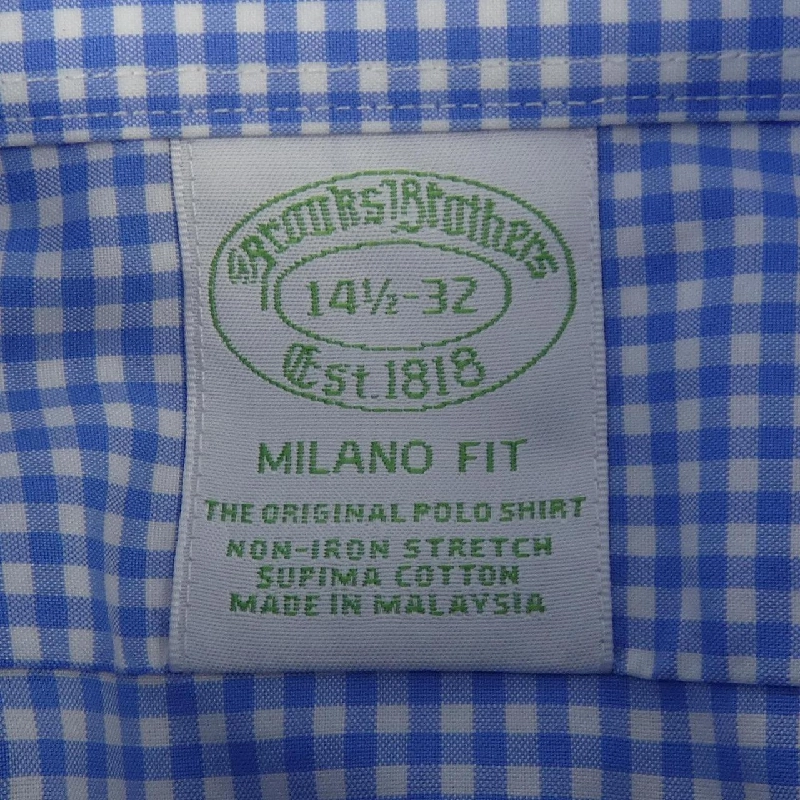 Brooks Brothers
14½-32
Est. 1818
MILANO FIT
THE ORIGINAL POLO SHIRT
NON-IRON STRETCH
SUPIMA COTTON
MADE IN MALAYSIA